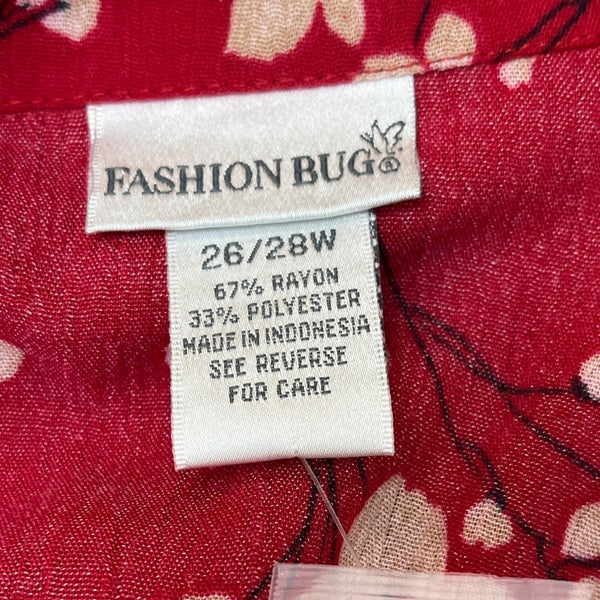 FASHION BUG®
26/28W
67% RAYON
33% POLYESTER
MADE IN INDONESIA
SEE REVERSE
FOR CARE